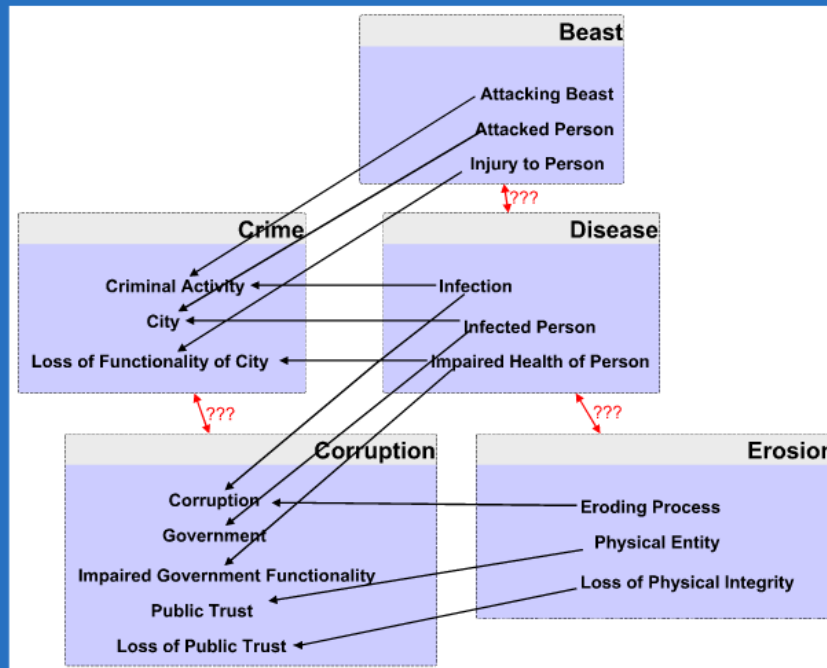 Beast
Attacking Beast
Attacked Person
Injury to Person
???
Crime
Criminal Activity
City
Loss of Functionality of City
Disease
Infection
Infected Person
Impaired Health of Person
???
???
Corruption
Corruption
Government
Impaired Government Functionality
Public Trust
Loss of Public Trust
Erosion
Eroding Process
Physical Entity
Loss of Physical Integrity